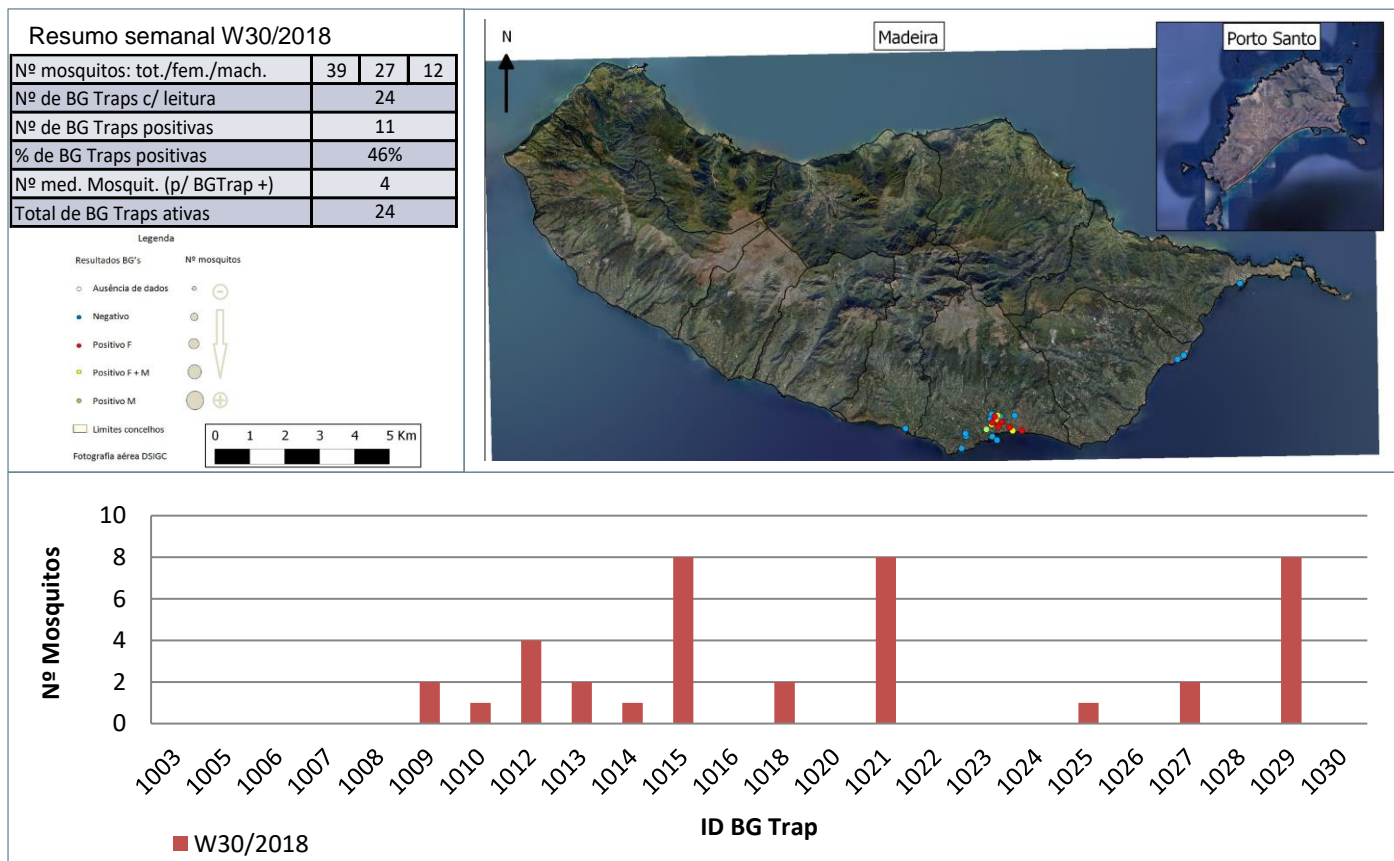 Resumo semanal W30/2018
Nº mosquitos: tot./fem./mach. 39 27 12
Nº de BG Traps c/ leitura 24
Nº de BG Traps positivas 11
% de BG Traps positivas 46%
Nº med. Mosquit. (p/ BGTrap +) 4
Total de BG Traps ativas 24
Legenda
Resultados BG's Nº mosquitos
Ausência de dados
Negativo
Positivo F
Positivo F + M
Positivo M
Limites concelhos
Fotografia aérea DSIGC
0 1 2 3 4 5 Km
N
Madeira
Porto Santo
10
8
6
4
2
0
Nº Mosquitos
1003 1005 1006 1007 1008 1009 1010 1012 1013 1014 1015 1016 1018 1020 1021 1022 1023 1024 1025 1026 1027 1028 1029 1030
ID BG Trap
W30/2018